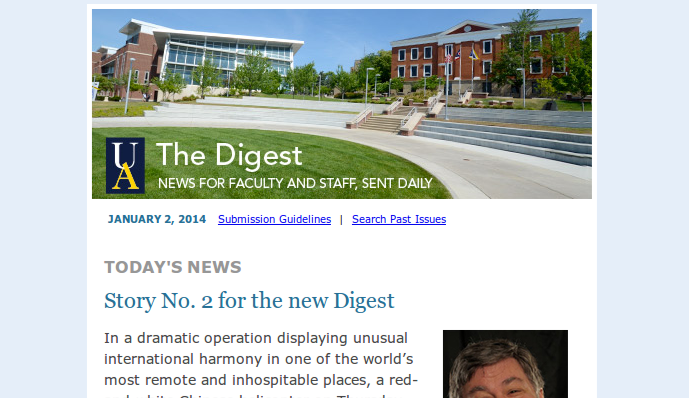 UA
The Digest
NEWS FOR FACULTY AND STAFF, SENT DAILY
JANUARY 2, 2014 Submission Guidelines | Search Past Issues
TODAY'S NEWS
Story No. 2 for the new Digest
In a dramatic operation displaying unusual
international harmony in one of the world’s
most remote and inhospitable places, a red-